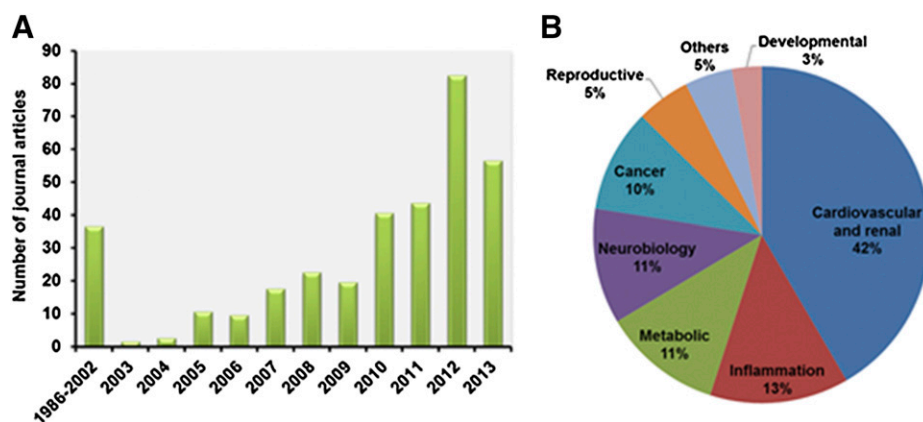 A
Number of journal articles
90
80
70
60
50
40
30
20
10
0
1986-2002
2003
2004
2005
2006
2007
2008
2009
2010
2011
2012
2013
B
Developmental
3%
Others
5%
Reproductive
5%
Cancer
10%
Neurobiology
11%
Metabolic
11%
Inflammation
13%
Cardiovascular
and renal
42%